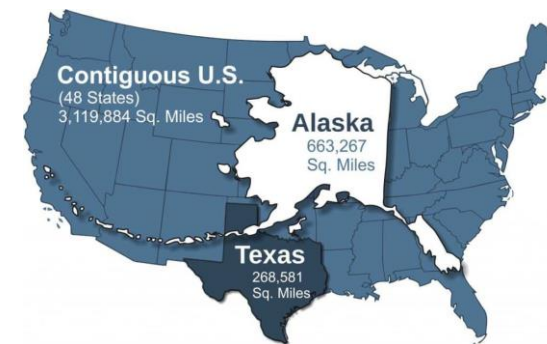 Contiguous U.S.
(48 States)
3,119,884 Sq. Miles
Alaska
663,267
Sq. Miles
Texas
268,581
Sq. Miles